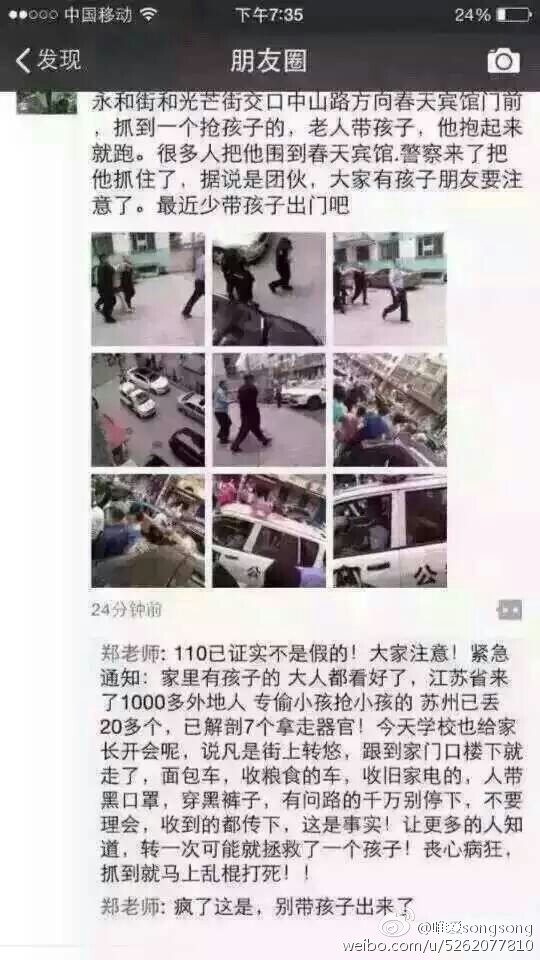 中国移动 下午7:35 24%
发现 朋友圈
永和街和光芒街交口中山路方向春天宾馆门前
，抓到一个抢孩子的，老人带孩子，他抱起来
就跑。很多人把他围到春天宾馆.警察来了把
他抓住了，据说是团伙，大家有孩子朋友要注
意了。最近少带孩子出门吧
公
公
24分钟前
郑老师: 110已证实不是假的！大家注意！紧急
通知：家里有孩子的 大人都看好了，江苏省来
了1000多外地人 专偷小孩抢小孩的 苏州已丢
20多个，已解剖7个拿走器官！今天学校也给家
长开会呢，说凡是街上转悠，跟到家门口楼下就
走了，面包车，收粮食的车，收旧家电的，人带
黑口罩，穿黑裤子，有问路的千万别停下，不要
理会，收到的都传下，这是事实！让更多的人知
道，转一次可能就拯救了一个孩子！丧心病狂，
抓到就马上乱棍打死！！
郑老师: 疯了这是，别带孩子出来了
songsong
weibo.com/u/5262077810